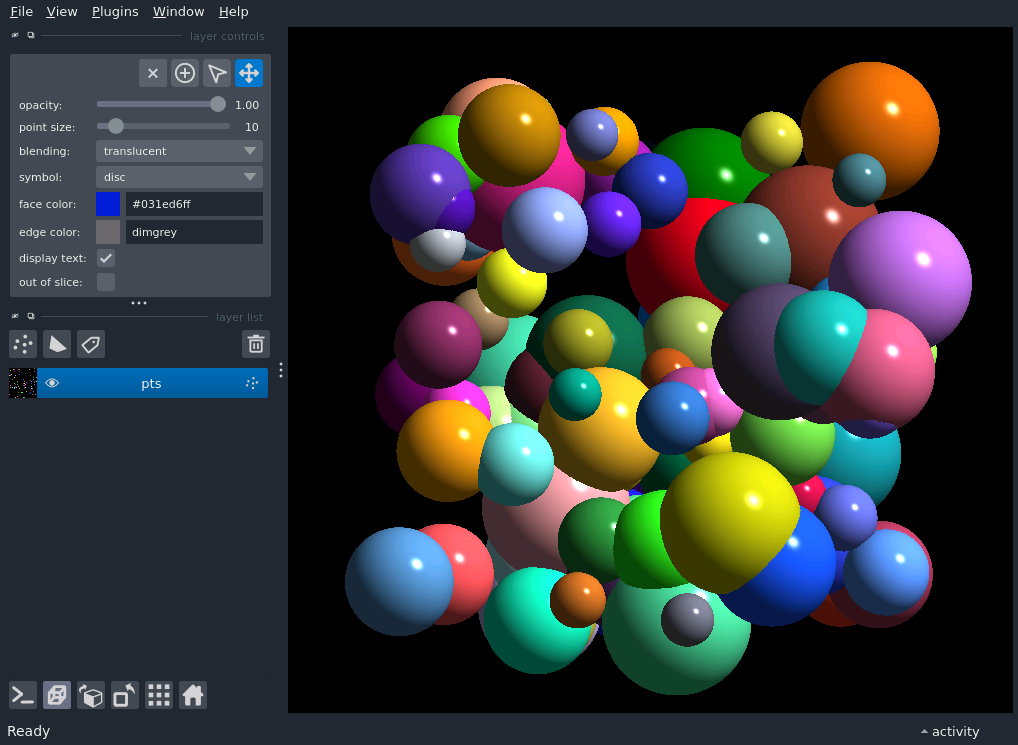 File View Plugins Window Help
layer controls
opacity: 1.00
point size: 10
blending: translucent
symbol: disc
face color: #031ed6ff
edge color: dimgrey
display text:
out of slice:
layer list
pts
Ready
activity